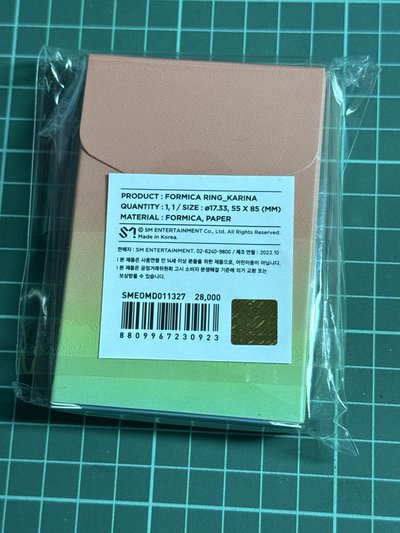 PRODUCT : FORMICA RING_KARINA
QUANTITY : 1, 1 / SIZE : ø17.33, 55 X 85 (MM)
MATERIAL : FORMICA, PAPER
SM © SM ENTERTAINMENT Co., Ltd. All Rights Reserved.
Made in Korea.
판매자 : SM ENTERTAINMENT. 02-6240-9800 / 제조 연월 : 2023.10
! 본 제품은 사용연령 만 14세 이상 분들을 위한 제품으로, 어린이용이 아닙니다.
! 본 제품은 공정거래위원회 고시 소비자 분쟁해결 기준에 의거 교환 또는
보상받을 수 있습니다.
SMEOMD011327 28,000
8809967230923